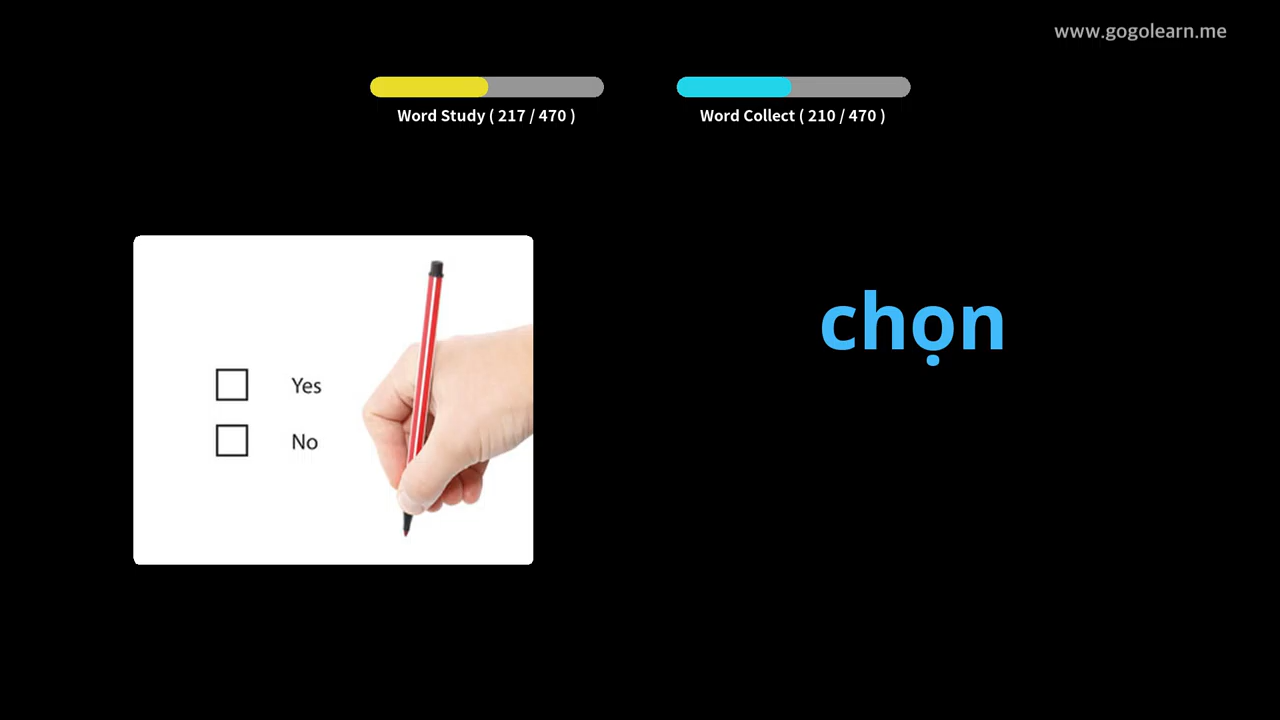 www.gogolearn.me
Word Study ( 217 / 470 )
Word Collect ( 210 / 470 )
chọn
Yes
No